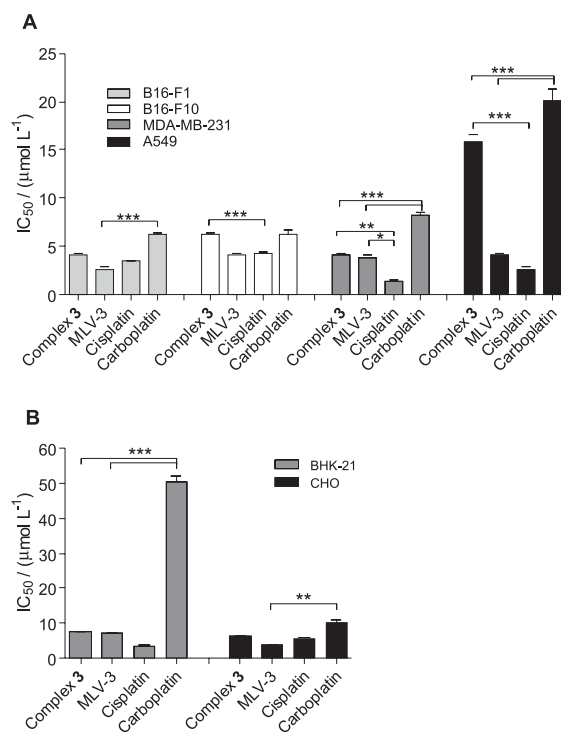 A
IC50 / (μmol L-1)
25
20
15
10
5
0
B16-F1
B16-F10
MDA-MB-231
A549
***
***
***
**
*
***
***
Complex 3
MLV-3
Cisplatin
Carboplatin
Complex 3
MLV-3
Cisplatin
Carboplatin
Complex 3
MLV-3
Cisplatin
Carboplatin
Complex 3
MLV-3
Cisplatin
Carboplatin
B
IC50 / (μmol L-1)
60
50
40
30
20
10
0
***
BHK-21
CHO
**
Complex 3
MLV-3
Cisplatin
Carboplatin
Complex 3
MLV-3
Cisplatin
Carboplatin